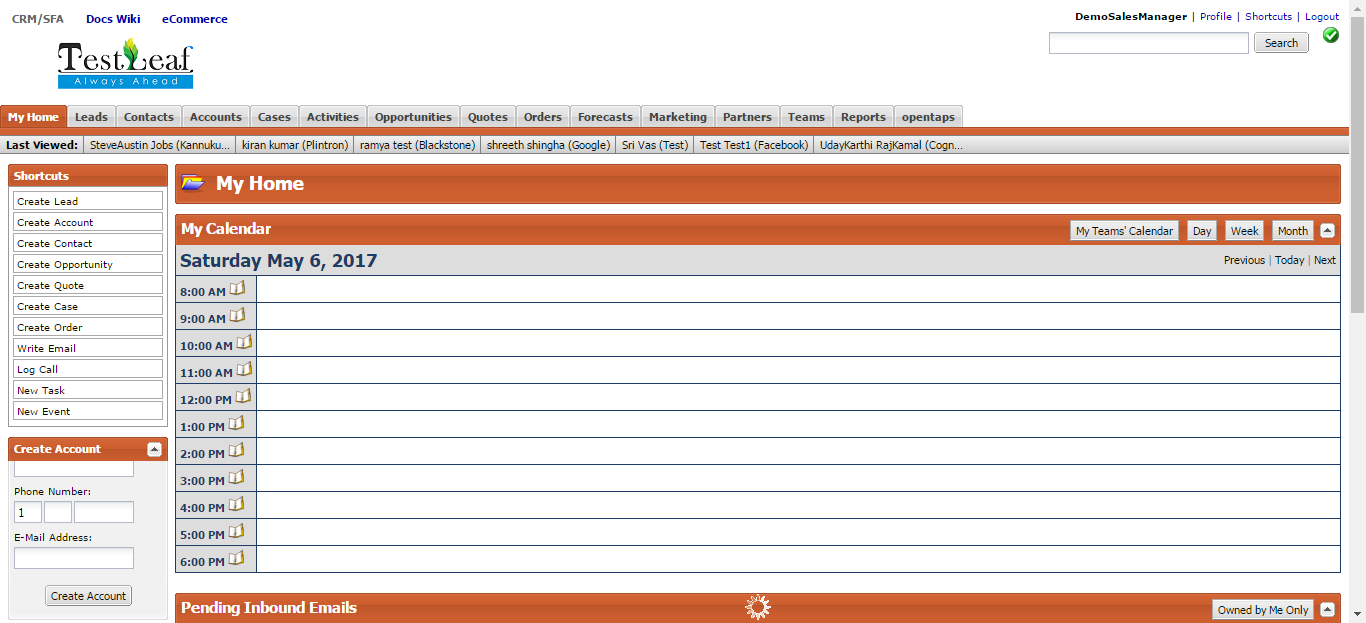 CRM/SFA Docs Wiki eCommerce
DemoSalesManager | Profile | Shortcuts | Logout
TestLeaf
Always Ahead
Search
My Home Leads Contacts Accounts Cases Activities Opportunities Quotes Orders Forecasts Marketing Partners Teams Reports opentaps
Last Viewed: SteveAustin Jobs (Kannuku... kiran kumar (Plintron) ramya test (Blackstone) shreeth shingha (Google) Sri Vas (Test) Test Test1 (Facebook) UdayKarthi RajKamal (Cogn...
Shortcuts
Create Lead
Create Account
Create Contact
Create Opportunity
Create Quote
Create Case
Create Order
Write Email
Log Call
New Task
New Event
Create Account
Phone Number:
1
E-Mail Address:
Create Account
My Home
My Calendar
My Teams' Calendar Day Week Month
Saturday May 6, 2017
Previous | Today | Next
8:00 AM
9:00 AM
10:00 AM
11:00 AM
12:00 PM
1:00 PM
2:00 PM
3:00 PM
4:00 PM
5:00 PM
6:00 PM
Pending Inbound Emails
Owned by Me Only